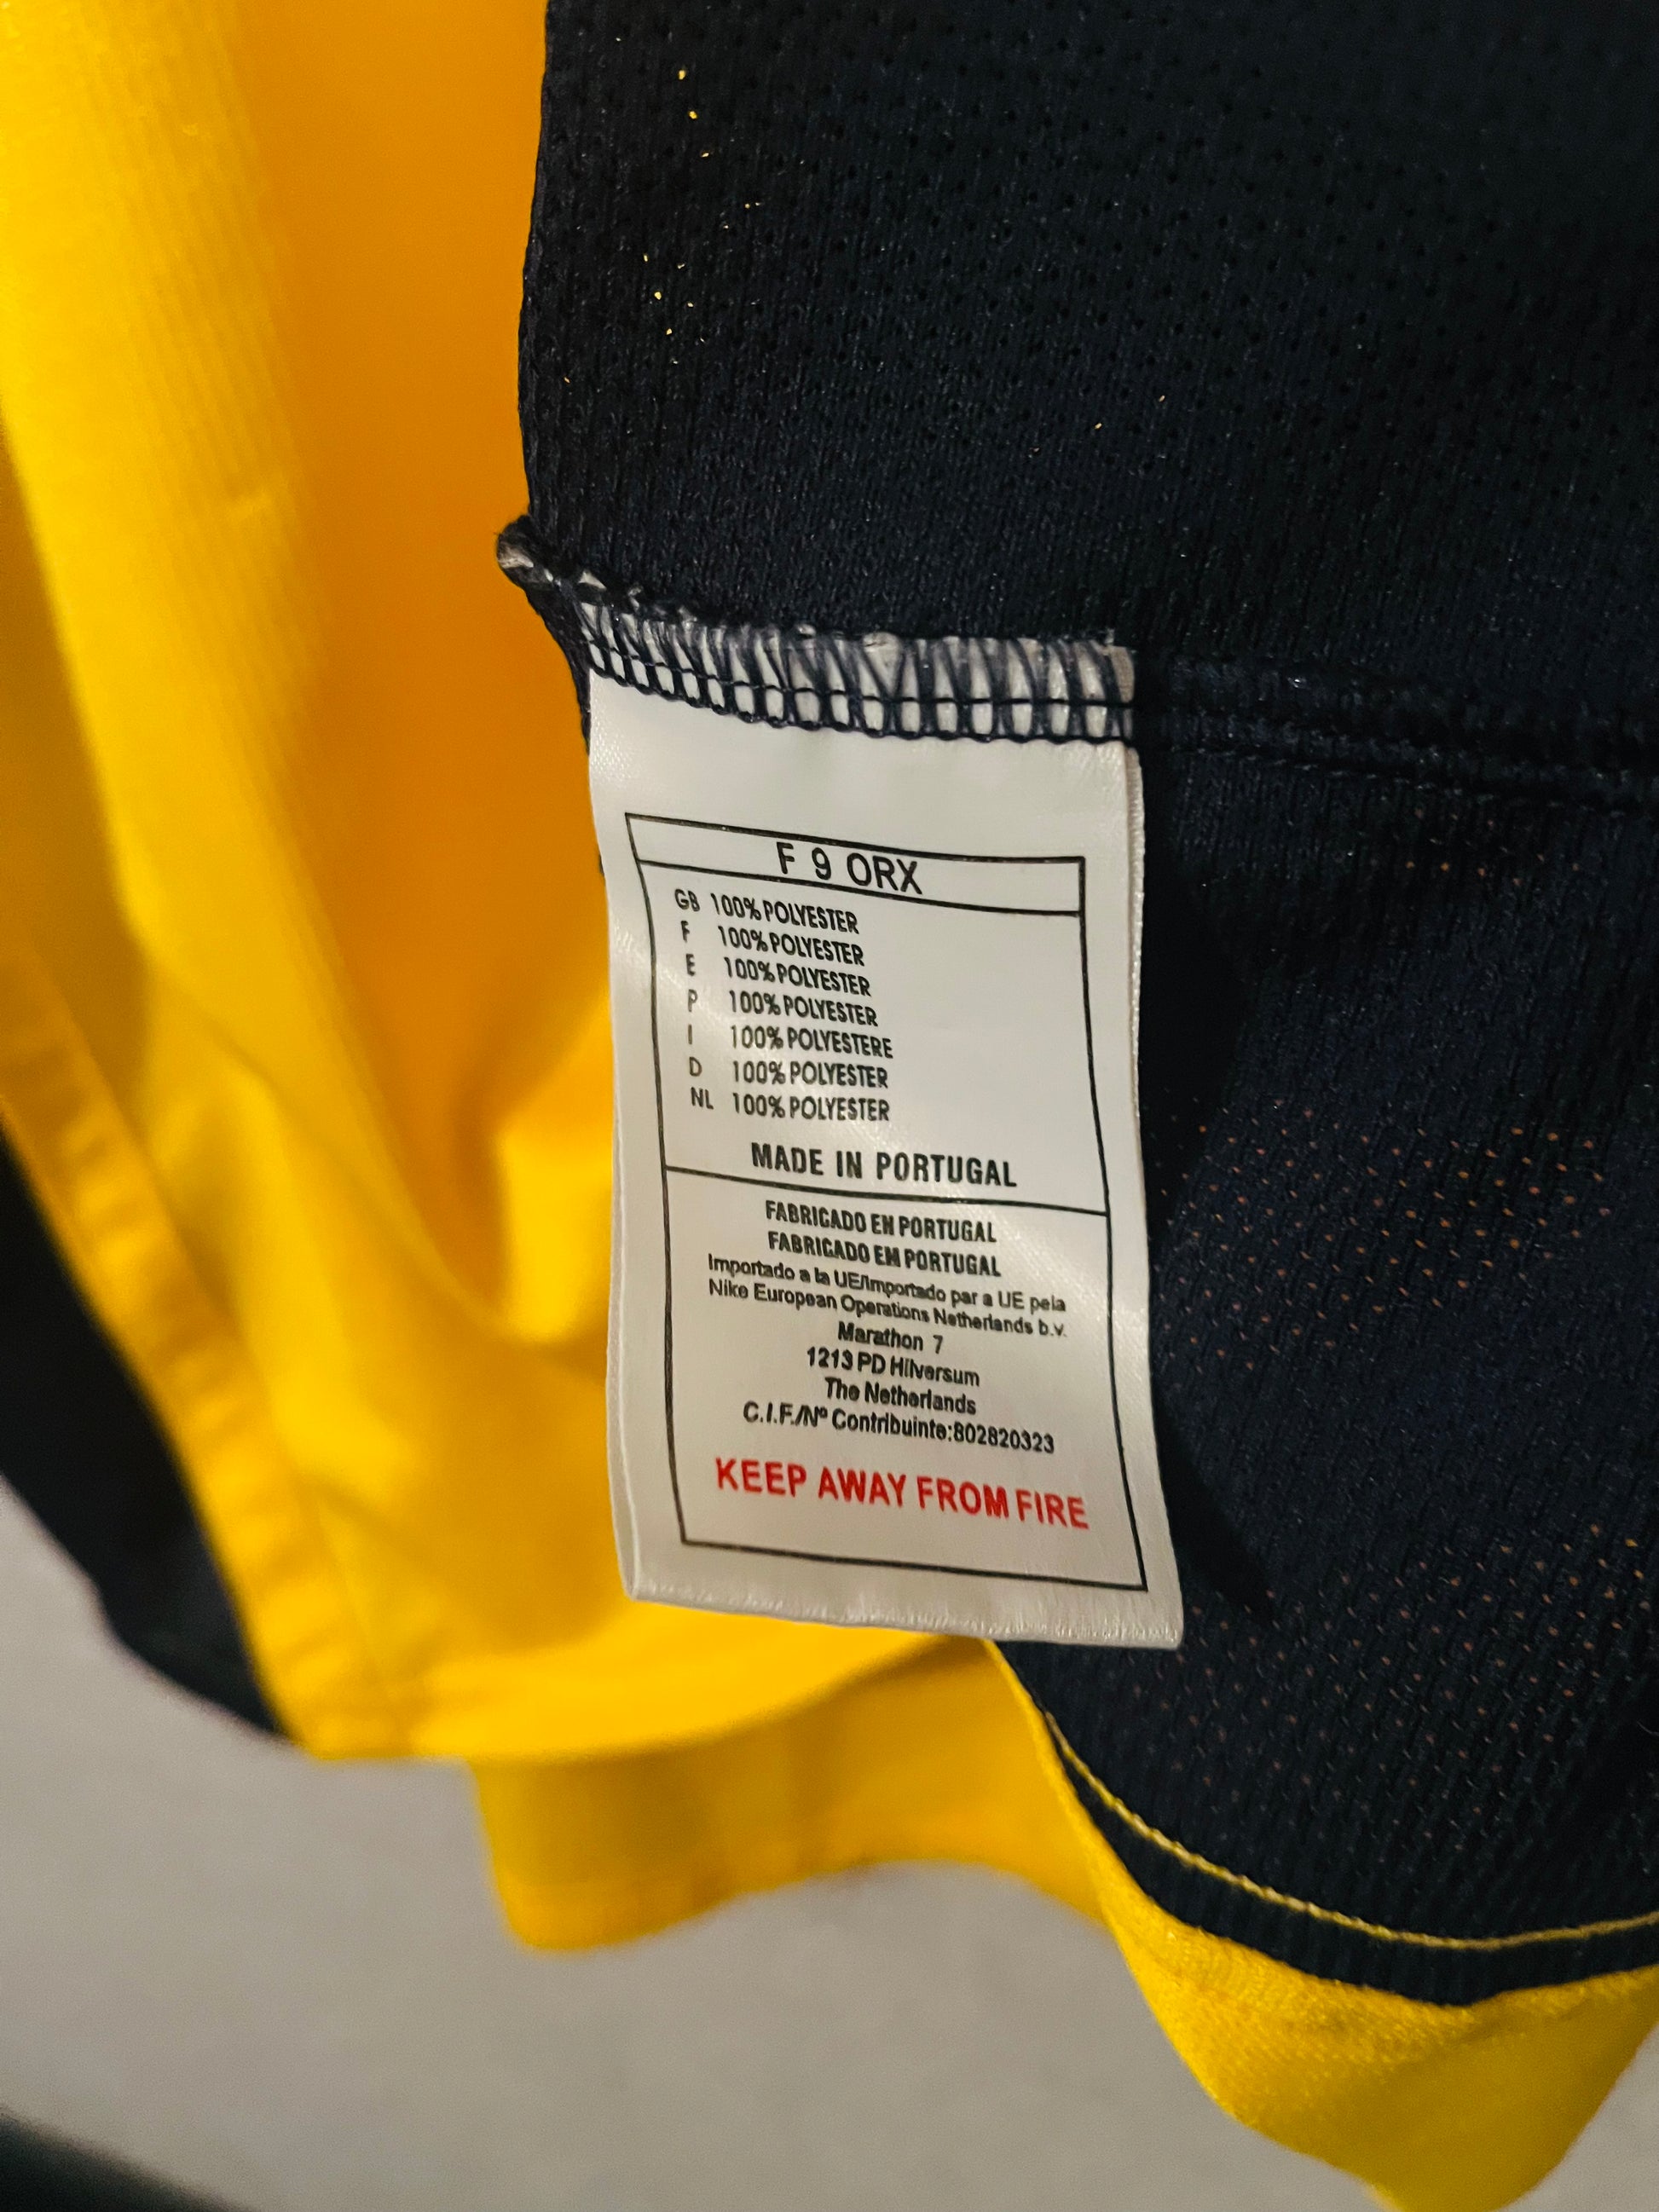 F 9 ORX
GB 100% POLYESTER
F 100% POLYESTER
E 100% POLYESTER
P 100% POLYESTER
I 100% POLYESTERE
D 100% POLYESTER
NL 100% POLYESTER
MADE IN PORTUGAL
FABRICADO EN PORTUGAL
FABRICADO EM PORTUGAL
Importado a la UE/Importado par a UE pela
Nike European Operations Netherlands b.v.
Marathon 7
1213 PD Hilversum
The Netherlands
C.I.F./Nº Contribuinte:802820323
KEEP AWAY FROM FIRE